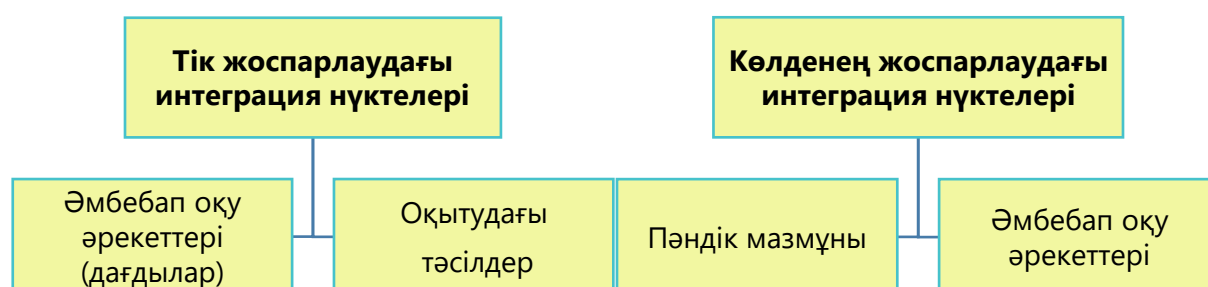 Тік жоспарлаудағы
интеграция нүктелері
Көлденең жоспарлаудағы
интеграция нүктелері
Әмбебап оқу
әрекеттері
(дағдылар)
Оқытудағы
тәсілдер
Пәндік мазмұны
Әмбебап оқу
әрекеттері